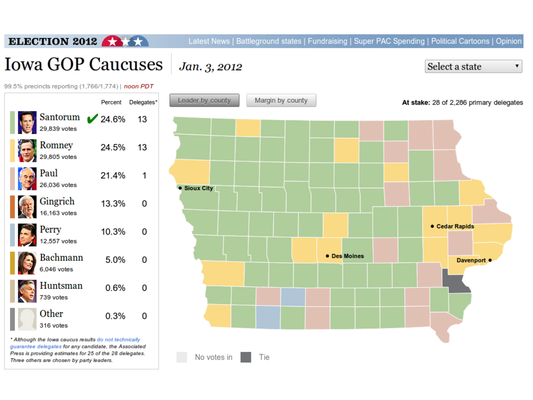 ELECTION 2012
Latest News | Battleground states | Fundraising | Super PAC Spending | Political Cartoons | Opinion
Iowa GOP Caucuses
Jan. 3, 2012
Select a state
99.5% precincts reporting (1,766/1,774) | noon PDT
Percent Delegates*
Leader by county
Margin by county
At stake: 28 of 2,286 primary delegates
Santorum 24.6% 13
29,839 votes
Romney 24.5% 13
29,805 votes
Paul 21.4% 1
26,036 votes
Gingrich 13.3% 0
16,163 votes
Perry 10.3% 0
12,557 votes
Bachmann 5.0% 0
6,046 votes
Huntsman 0.6% 0
739 votes
Other 0.3% 0
316 votes
* Although the Iowa caucus results do not technically
guarantee delegates for any candidate, the Associated
Press is providing estimates for 25 of the 28 delegates.
Three others are chosen by party leaders.
Sioux City
Cedar Rapids
Des Moines
Davenport
No votes in
Tie